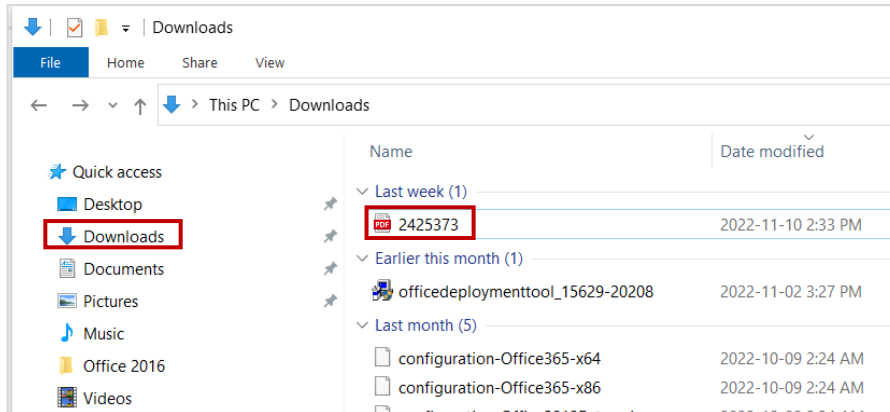 Downloads
File Home Share View
This PC > Downloads
Name Date modified
Quick access
Desktop
Downloads
Documents
Pictures
Music
Office 2016
Videos
Last week (1)
PDF 2425373 2022-11-10 2:33 PM
Earlier this month (1)
officedeploymenttool_15629-20208 2022-11-02 3:27 PM
Last month (5)
configuration-Office365-x64 2022-10-09 2:24 AM
configuration-Office365-x86 2022-10-09 2:24 AM